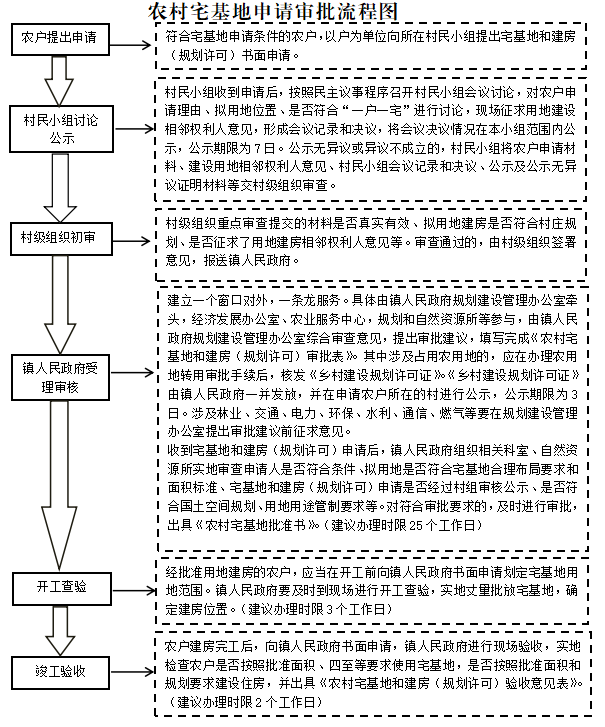 农村宅基地申请审批流程图
农户提出申请
符合宅基地申请条件的农户，以户为单位向所在村民小组提出宅基地和建房
（规划许可）书面申请。
村民小组讨论
公示
村民小组收到申请后，按照民主议事程序召开村民小组会议讨论，对农户申
请理由、拟用地位置、是否符合“一户一宅”进行讨论，现场征求用地建设
相邻权利人意见，形成会议记录和决议，将会议决议情况在本小组范围内公
示，公示期限为7日。公示无异议或异议不成立的，村民小组将农户申请材
料、建设用地相邻权利人意见、村民小组会议记录和决议、公示及公示无异
议证明材料等交村级组织审查。
村级组织初审
村级组织重点审查提交的材料是否真实有效、拟用地建房是否符合村庄规
划、是否征求了用地建房相邻权利人意见等。审查通过的，由村级组织签署
意见，报送镇人民政府。
镇人民政府受
理审核
建立一个窗口对外，一条龙服务。具体由镇人民政府规划建设管理办公室牵
头，经济发展办公室、农业服务中心，规划和自然资源所等参与，由镇人民
政府规划建设管理办公室综合审查意见，提出审批建议，填写完成《农村宅
基地和建房（规划许可）审批表》。其中涉及占用农用地的，应在办理农用
地转用审批手续后，核发《乡村建设规划许可证》。《乡村建设规划许可证》
由镇人民政府一并发放，并在申请户所在的村进行公示，公示期限为3
日。涉及林业、交通、电力、环保、水利、通信、燃气等要在规划建设管理
办公室提出审批建议前征求意见。
收到宅基地和建房（规划许可）申请后，镇人民政府组织相关科室、自然资
源所实地审查申请人是否符合条件、拟用地是否符合宅基地合理布局要求和
面积标准、宅基地和建房（规划许可）申请是否经过村组审核公示、是否符
合国土空间规划、用地用途管制要求等。对符合审批要求的，及时进行审批，
出具《农村宅基地批准书》。（建议办理时限25个工作日）
开工查验
经批准用地建房的农户，应当在开工前向镇人民政府书面申请划定宅基地用
地范围。镇人民政府要及时到现场进行开工查验，实地丈量批放宅基地，确
定建房位置。（建议办理时限3个工作日）
竣工验收
农户建房完工后，向镇人民政府书面申请，镇人民政府进行现场验收，实地
检查农户是否按照批准面积、四至等要求使用宅基地，是否按照批准面积和
规划要求建设住房，并出具《农村宅基地和建房（规划许可）验收意见表》。
（建议办理时限2个工作日）